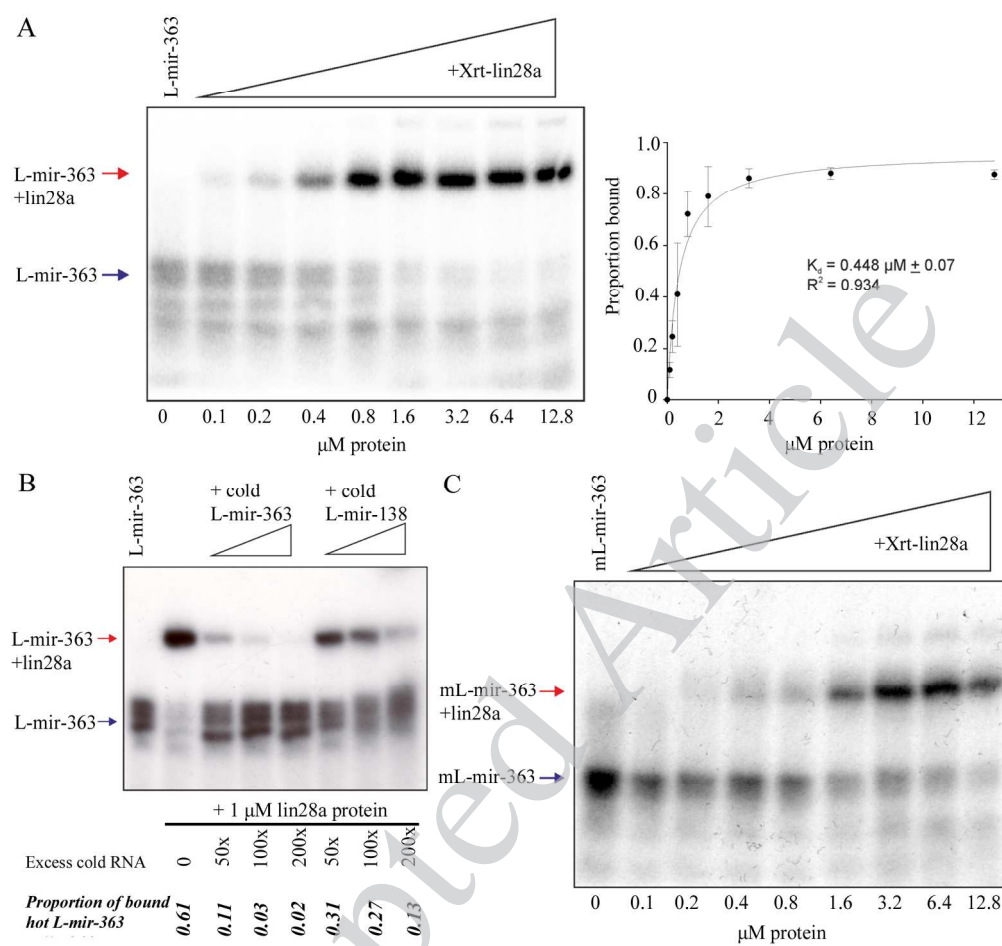 A
L-mir-363
+Xrt-lin28a
L-mir-363
+lin28a
L-mir-363
0 0.1 0.2 0.4 0.8 1.6 3.2 6.4 12.8
μM protein
Proportion bound
1.0
0.8
0.6
0.4
0.2
0
K_d = 0.448 μM ± 0.07
R² = 0.934
0 2 4 6 8 10 12
μM protein
B
L-mir-363
+ cold
L-mir-363
+ cold
L-mir-138
L-mir-363
+lin28a
L-mir-363
+ 1 μM lin28a protein
Excess cold RNA 0 50x 100x 200x 50x 100x 200x
Proportion of bound
hot L-mir-363 0.61 0.11 0.03 0.02 0.31 0.27 0.13
C
mL-mir-363
+Xrt-lin28a
mL-mir-363
+lin28a
mL-mir-363
0 0.1 0.2 0.4 0.8 1.6 3.2 6.4 12.8
μM protein
pted Article